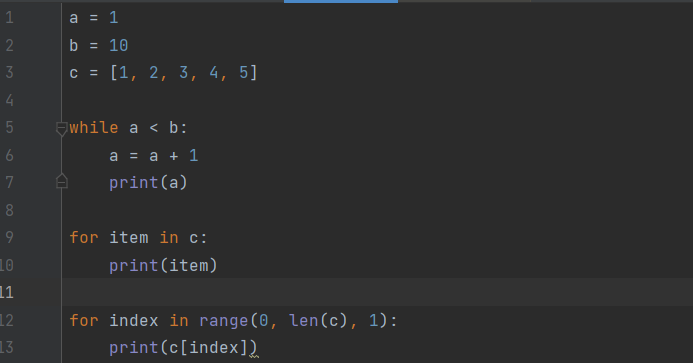 1 a = 1
2 b = 10
3 c = [1, 2, 3, 4, 5]
4
5 while a < b:
6     a = a + 1
7     print(a)
8
9 for item in c:
10     print(item)
11
12 for index in range(0, len(c), 1):
13     print(c[index])